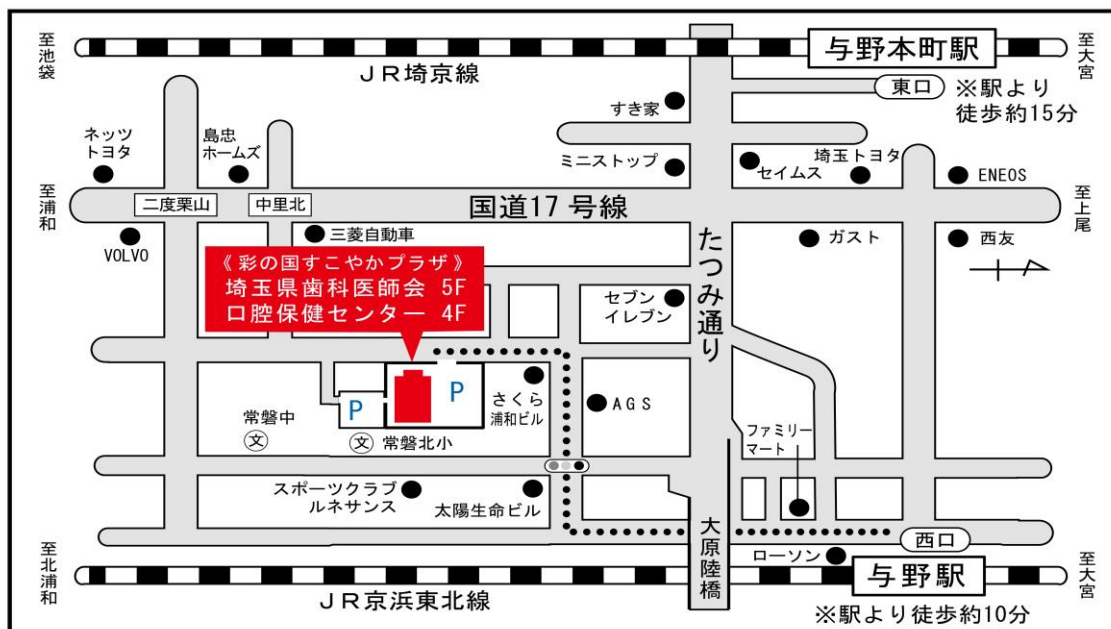 至池袋
与野本町駅
至大宮
JR埼京線
東口
※駅より
徒歩約15分
すき家
ネッツ
トヨタ
島忠
ホームズ
ミニストップ
セイムス
埼玉トヨタ
ENEOS
至浦和
二度栗山
中里北
国道17号線
至上尾
VOLVO
三菱自動車
たつみ通り
ガスト
西友
《彩の国すこやかプラザ》
埼玉県歯科医師会 5F
口腔保健センター 4F
セブン
イレブン
P
P
さくら
浦和ビル
AGS
常磐中
文
文
常磐北小
ファミリー
マート
スポーツクラブ
ルネサンス
太陽生命ビル
大原陸橋
西口
ローソン
至北浦和
与野駅
至大宮
JR京浜東北線
※駅より徒歩約10分